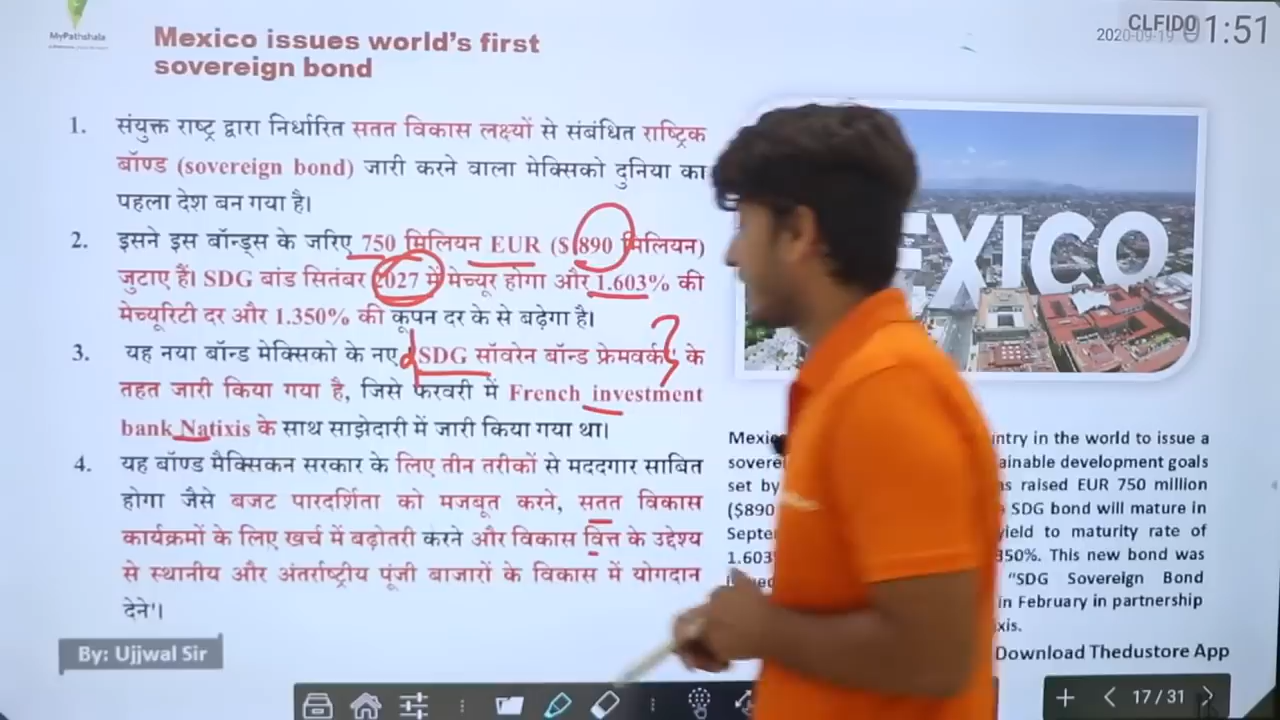 MyPathshala
Mexico issues world's first
sovereign bond
CLFIDO
2020-09-19
01:51
1. संयुक्त राष्ट्र द्वारा निर्धारित सतत विकास लक्ष्यों से संबंधित राष्ट्रिक
बॉण्ड (sovereign bond) जारी करने वाला मेक्सिको दुनिया का
पहला देश बन गया है।
2. इसने इस बॉन्ड्स के जरिए 750 मिलियन EUR ($ 890 मिलियन)
जुटाए हैं। SDG बांड सितंबर 2027 में मेच्यूर होगा और 1.603% की
मेच्यूरिटी दर और 1.350% की कूपन दर के से बढ़ेगा है।
3. यह नया बॉन्ड मेक्सिको के नए SDG सॉवरेन बॉन्ड फ्रेमवर्क के
तहत जारी किया गया है, जिसे फरवरी में French investment
bank Natixis के साथ साझेदारी में जारी किया गया था।
4. यह बॉण्ड मैक्सिकन सरकार के लिए तीन तरीकों से मददगार साबित
होगा जैसे बजट पारदर्शिता को मजबूत करने, सतत विकास
कार्यक्रमों के लिए खर्च में बढ़ोतरी करने और विकास वित्त के उद्देश्य
से स्थानीय और अंतर्राष्ट्रीय पूंजी बाजारों के विकास में योगदान
देने'।
By: Ujjwal Sir
EXICO
ntry in the world to issue a
ainable development goals
set by s raised EUR 750 million
($890 SDG bond will mature in
Septe yield to maturity rate of
1.603 350%. This new bond was
"SDG Sovereign Bond
in February in partnership
xis.
Download Thedustore App
17/31